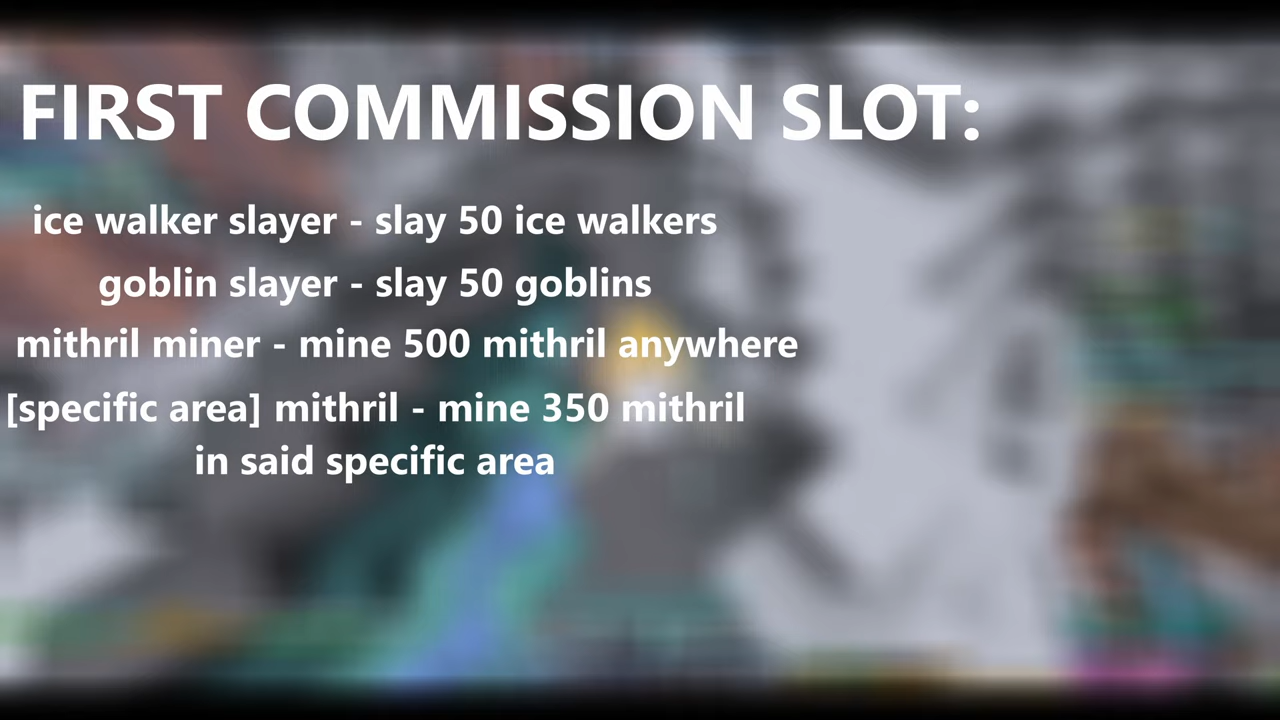 FIRST COMMISSION SLOT:
ice walker slayer - slay 50 ice walkers
goblin slayer - slay 50 goblins
mithril miner - mine 500 mithril anywhere
[specific area] mithril - mine 350 mithril
in said specific area